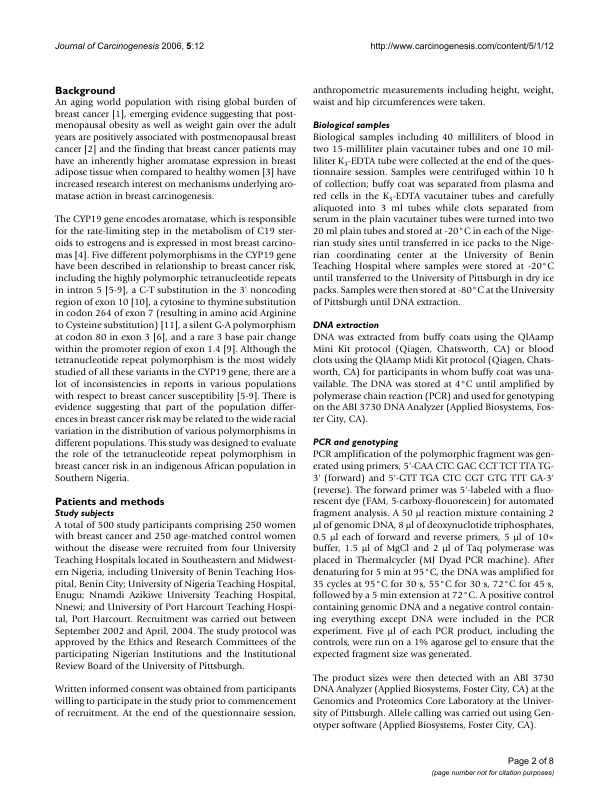 Journal of Carcinogenesis 2006, 5:12
http://www.carcinogenesis.com/content/5/1/12
Background
An aging world population with rising global burden of
breast cancer [1], emerging evidence suggesting that post-
menopausal obesity as well as weight gain over the adult
years are positively associated with postmenopausal breast
cancer [2] and the finding that breast cancer patients may
have an inherently higher aromatase expression in breast
adipose tissue when compared to healthy women [3] have
increased research interest on mechanisms underlying aro-
matase action in breast carcinogenesis.
The CYP19 gene encodes aromatase, which is responsible
for the rate-limiting step in the metabolism of C19 ster-
oids to estrogens and is expressed in most breast carcino-
mas [4]. Five different polymorphisms in the CYP19 gene
have been described in relationship to breast cancer risk,
including the highly polymorphic tetranucleotide repeats
in intron 5 [5-9], a C-T substitution in the 3' noncoding
region of exon 10 [10], a cytosine to thymine substitution
in codon 264 of exon 7 (resulting in amino acid Arginine
to Cysteine substitution) [11], a silent G-A polymorphism
at codon 80 in exon 3 [6], and a rare 3 base pair change
within the promoter region of exon 1.4 [9]. Although the
tetranucleotide repeat polymorphism is the most widely
studied of all these variants in the CYP19 gene, there are a
lot of inconsistencies in reports in various populations
with respect to breast cancer susceptibility [5-9]. There is
evidence suggesting that part of the population differ-
ences in breast cancer risk may be related to the wide racial
variation in the distribution of various polymorphisms in
different populations. This study was designed to evaluate
the role of the tetranucleotide repeat polymorphism in
breast cancer risk in an indigenous African population in
Southern Nigeria.
Patients and methods
Study subjects
A total of 500 study participants comprising 250 women
with breast cancer and 250 age-matched control women
without the disease were recruited from four University
Teaching Hospitals located in Southeastern and Midwest-
ern Nigeria, including University of Benin Teaching Hos-
pital, Benin City; University of Nigeria Teaching Hospital,
Enugu; Nnamdi Azikiwe University Teaching Hospital,
Nnewi; and University of Port Harcourt Teaching Hospi-
tal, Port Harcourt. Recruitment was carried out between
September 2002 and April, 2004. The study protocol was
approved by the Ethics and Research Committees of the
participating Nigerian Institutions and the Institutional
Review Board of the University of Pittsburgh.
Written informed consent was obtained from participants
willing to participate in the study prior to commencement
of recruitment. At the end of the questionnaire session,
anthropometric measurements including height, weight,
waist and hip circumferences were taken.
Biological samples
Biological samples including 40 milliliters of blood in
two 15-milliliter plain vacutainer tubes and one 10 mil-
liliter K3-EDTA tube were collected at the end of the ques-
tionnaire session. Samples were centrifuged within 10 h
of collection; buffy coat was separated from plasma and
red cells in the K3-EDTA vacutainer tubes and carefully
aliquoted into 3 ml tubes while clots separated from
serum in the plain vacutainer tubes were turned into two
20 ml plain tubes and stored at -20°C in each of the Nige-
rian study sites until transferred in ice packs to the Nige-
rian coordinating center at the University of Benin
Teaching Hospital where samples were stored at -20°C
until transferred to the University of Pittsburgh in dry ice
packs. Samples were then stored at -80°C at the University
of Pittsburgh until DNA extraction.
DNA extraction
DNA was extracted from buffy coats using the QIAamp
Mini Kit protocol (Qiagen, Chatsworth, CA) or blood
clots using the QIAamp Midi Kit protocol (Qiagen, Chats-
worth, CA) for participants in whom buffy coat was una-
vailable. The DNA was stored at 4°C until amplified by
polymerase chain reaction (PCR) and used for genotyping
on the ABI 3730 DNA Analyzer (Applied Biosystems, Fos-
ter City, CA).
PCR and genotyping
PCR amplification of the polymorphic fragment was gen-
erated using primers, 5'-CAA CTC GAC CCT TCT TTA TG-
3' (forward) and 5'-GTT TGA CTC CGT GTG TTT GA-3'
(reverse). The forward primer was 5'-labeled with a fluo-
rescent dye (FAM, 5-carboxy-flouorescein) for automated
fragment analysis. A 50 μl reaction mixture containing 2
μl of genomic DNA, 8 μl of deoxynucleotide triphosphates,
0.5 μl each of forward and reverse primers, 5 μl of 10×
buffer, 1.5 μl of MgCl and 2 μl of Taq polymerase was
placed in Thermalcycler (MJ Dyad PCR machine). After
denaturing for 5 min at 95°C, the DNA was amplified for
35 cycles at 95°C for 30 s, 55°C for 30 s, 72°C for 45 s,
followed by a 5 min extension at 72°C. A positive control
containing genomic DNA and a negative control contain-
ing everything except DNA were included in the PCR
experiment. Five μl of each PCR product, including the
controls, were run on a 1% agarose gel to ensure that the
expected fragment size was generated.
The product sizes were then detected with an ABI 3730
DNA Analyzer (Applied Biosystems, Foster City, CA) at the
Genomics and Proteomics Core Laboratory at the Univer-
sity of Pittsburgh. Allele calling was carried out using Gen-
otyper software (Applied Biosystems, Foster City, CA).
Page 2 of 8
(page number not for citation purposes)